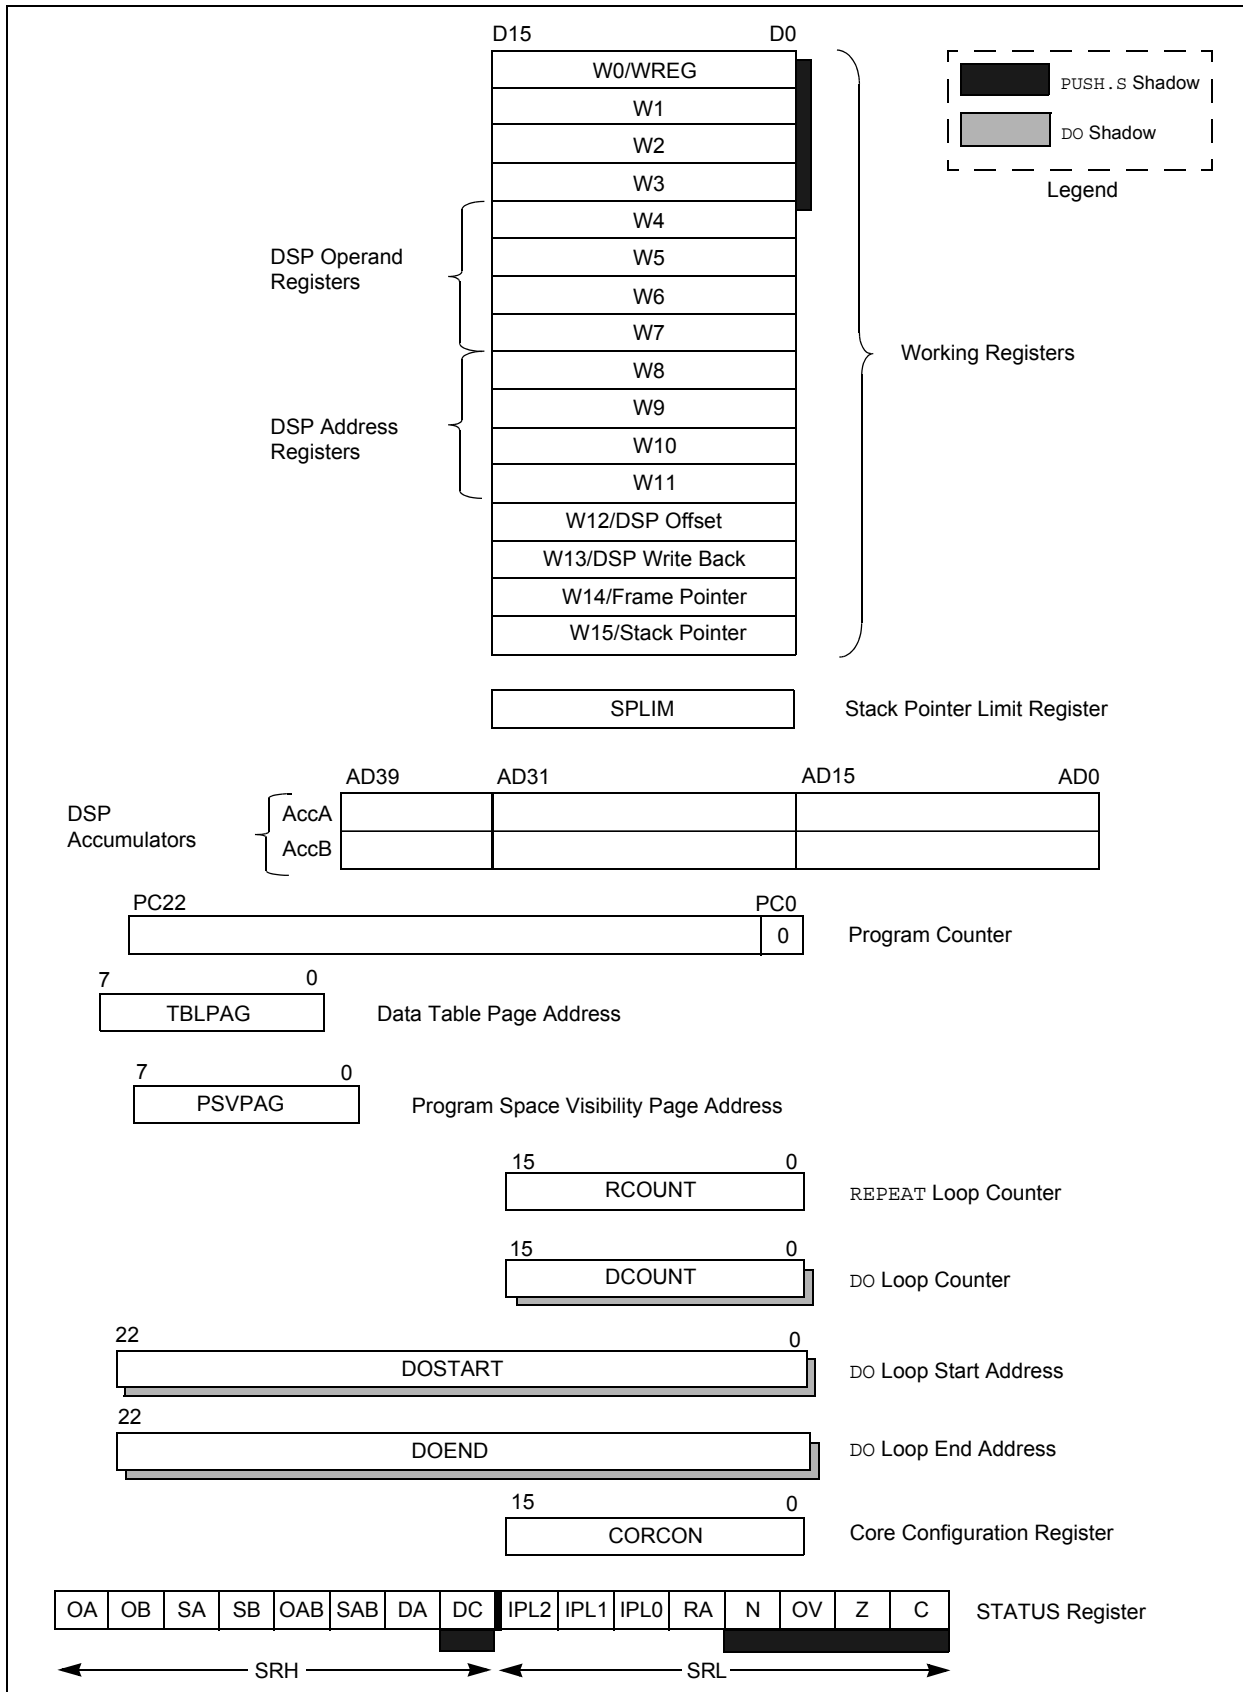 D15 D0
W0/WREG
W1
W2
W3
W4
W5
W6
W7
W8
W9
W10
W11
W12/DSP Offset
W13/DSP Write Back
W14/Frame Pointer
W15/Stack Pointer
PUSH.S Shadow
DO Shadow
Legend
DSP Operand
Registers
DSP Address
Registers
Working Registers
SPLIM
Stack Pointer Limit Register
AD39 AD31 AD15 AD0
DSP
Accumulators
AccA
AccB
PC22 PC0
0
Program Counter
7 0
TBLPAG
Data Table Page Address
7 0
PSVPAG
Program Space Visibility Page Address
15 0
RCOUNT
REPEAT Loop Counter
15 0
DCOUNT
DO Loop Counter
22 0
DOSTART
DO Loop Start Address
22
DOEND
DO Loop End Address
15 0
CORCON
Core Configuration Register
OA OB SA SB OAB SAB DA DC IPL2 IPL1 IPL0 RA N OV Z C
STATUS Register
SRH SRL